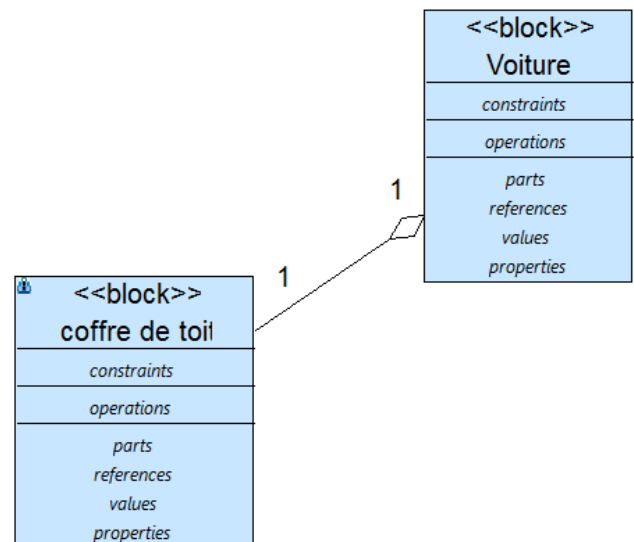 <<block>>
Voiture
constraints
operations
parts
references
values
properties
1
1
<<block>>
coffre de toit
constraints
operations
parts
references
values
properties